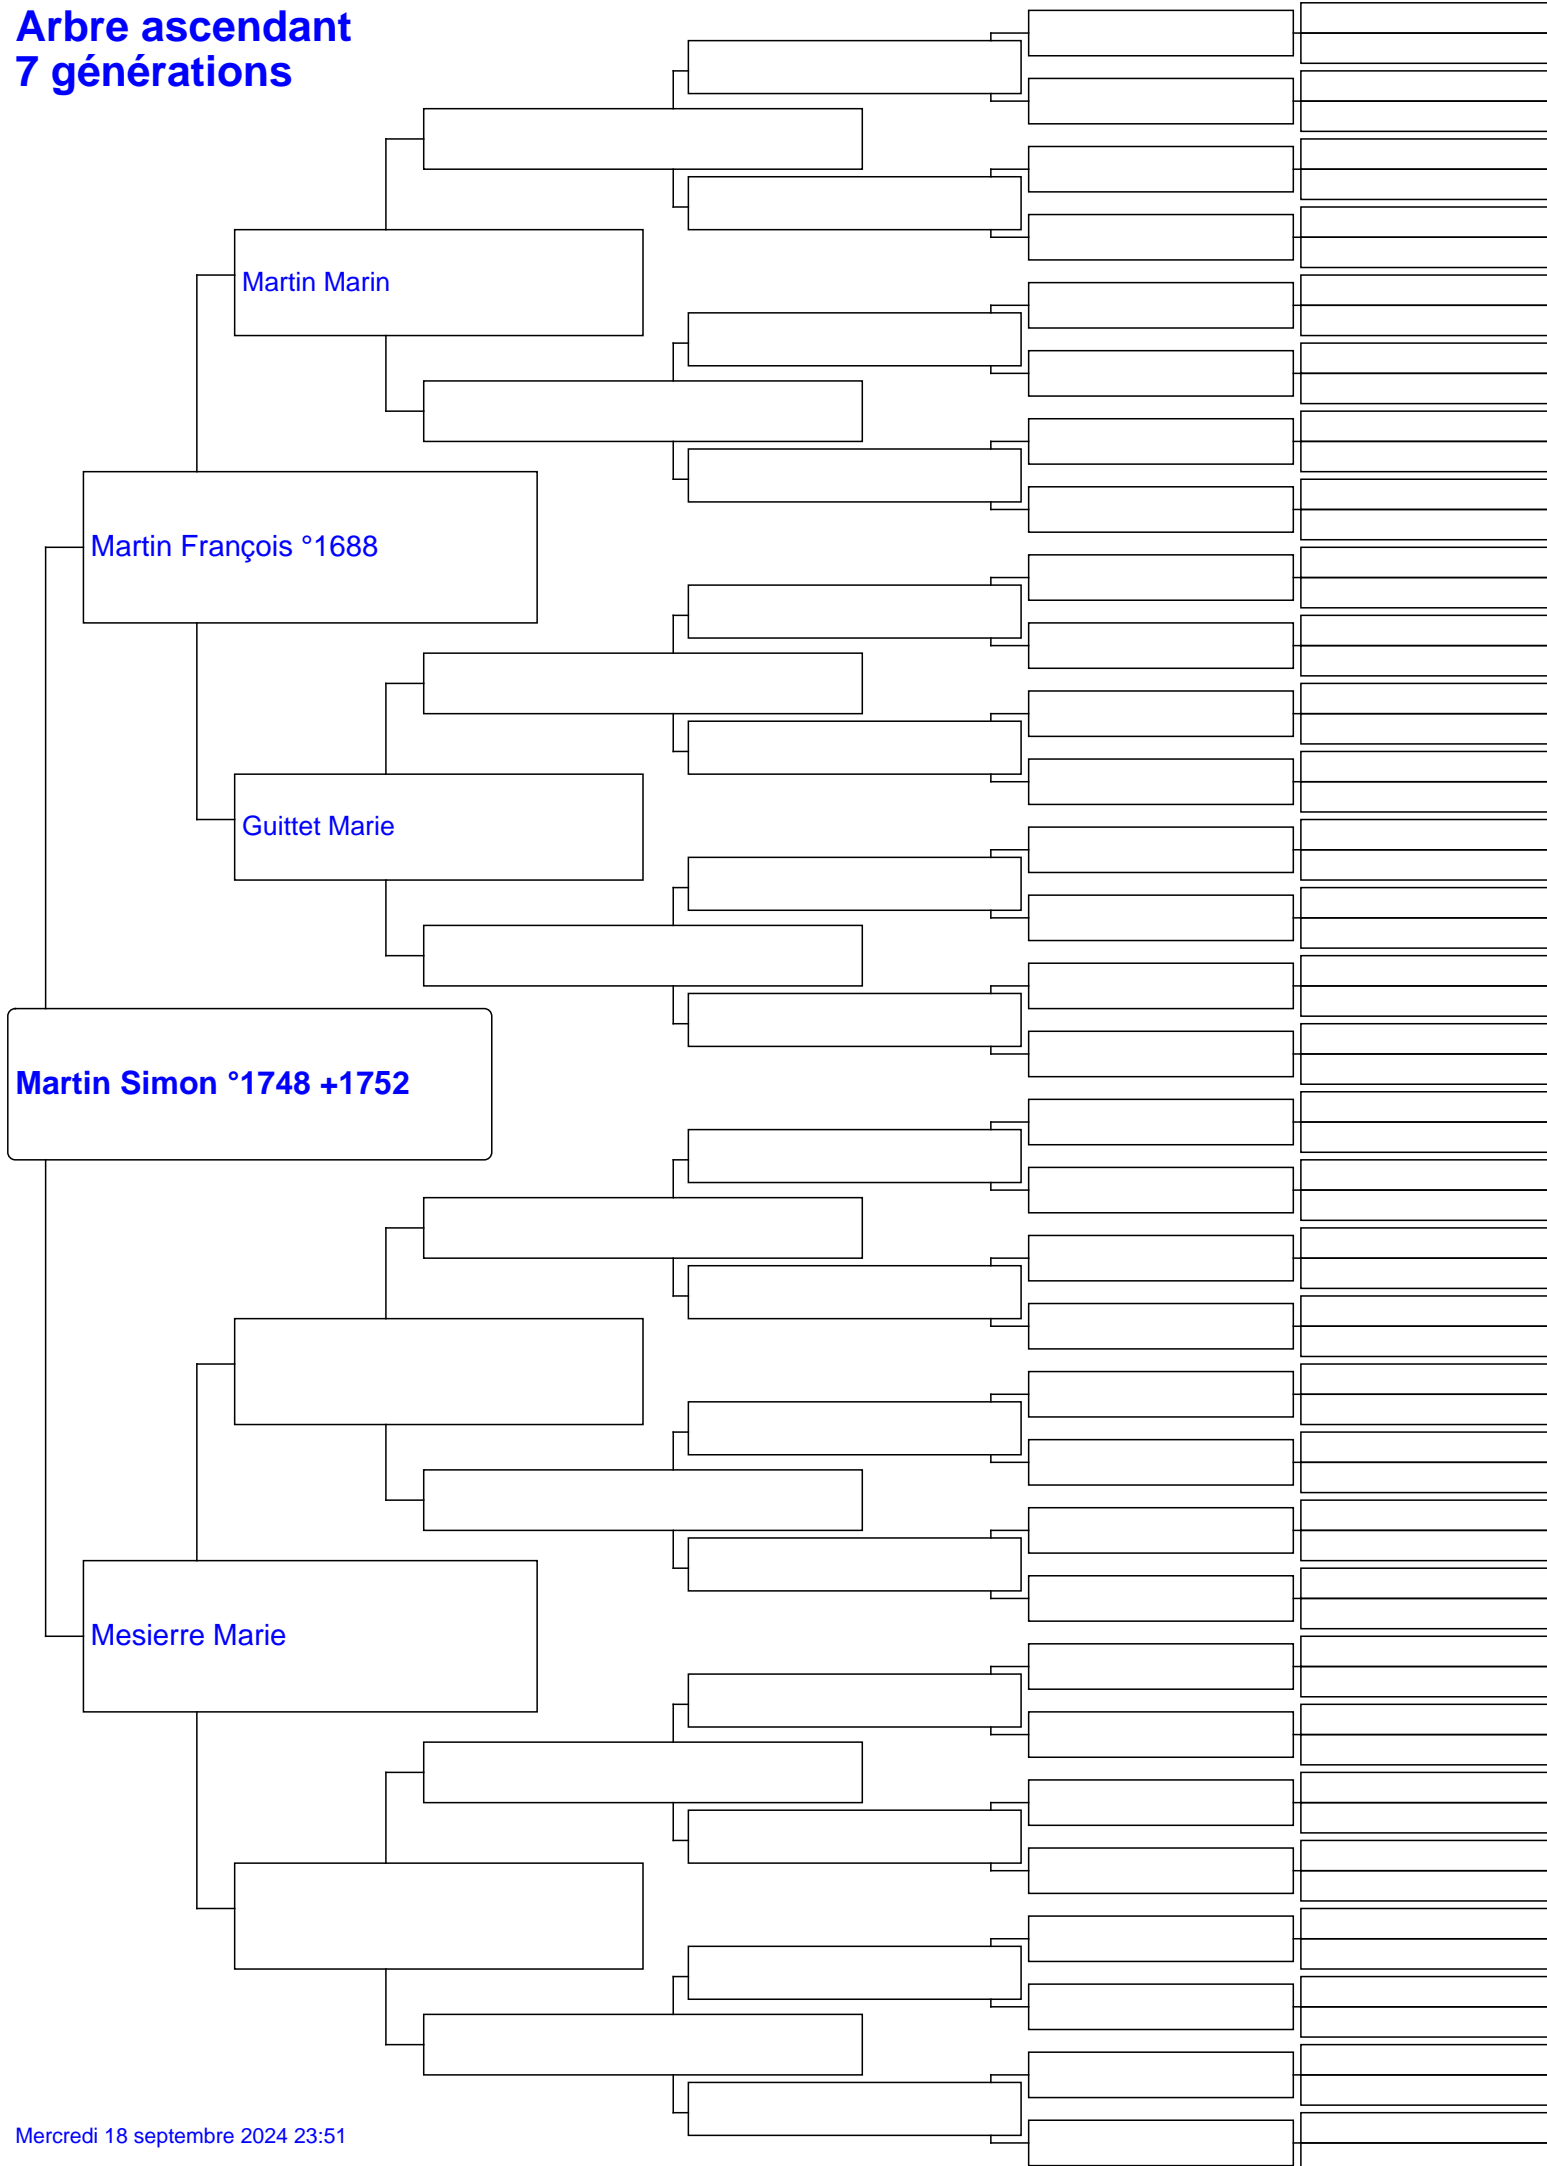 Arbre ascendant
7 générations
Martin Marin
Martin François °1688
Guittet Marie
Martin Simon °1748 +1752
Mesierre Marie
Mercredi 18 septembre 2024 23:51